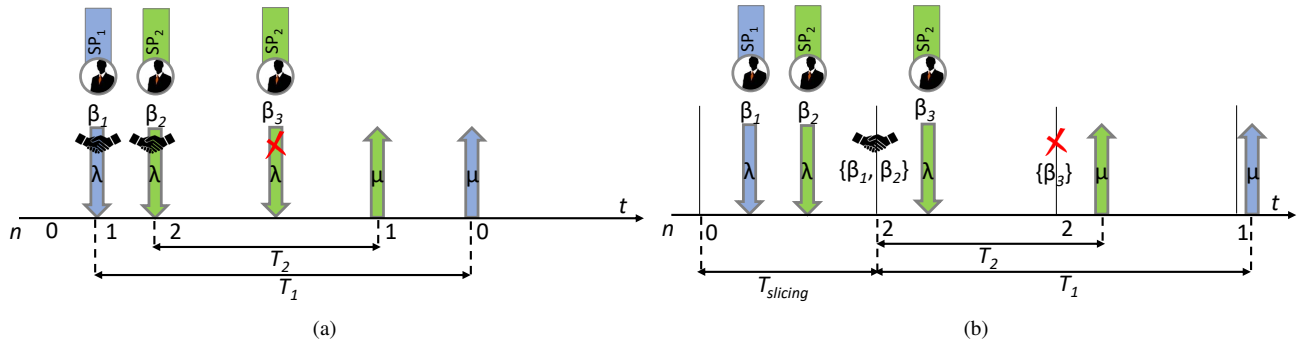 SP1 SP2 SP2
β1 β2 β3
λ λ λ μ μ
t
n 0 1 2 1 0
T2
T1
(a)
SP1 SP2 SP2
β1 β2 β3
{β1, β2} {β3}
λ λ λ μ μ
t
n 0 2 2 1
T2
Tslicing T1
(b)